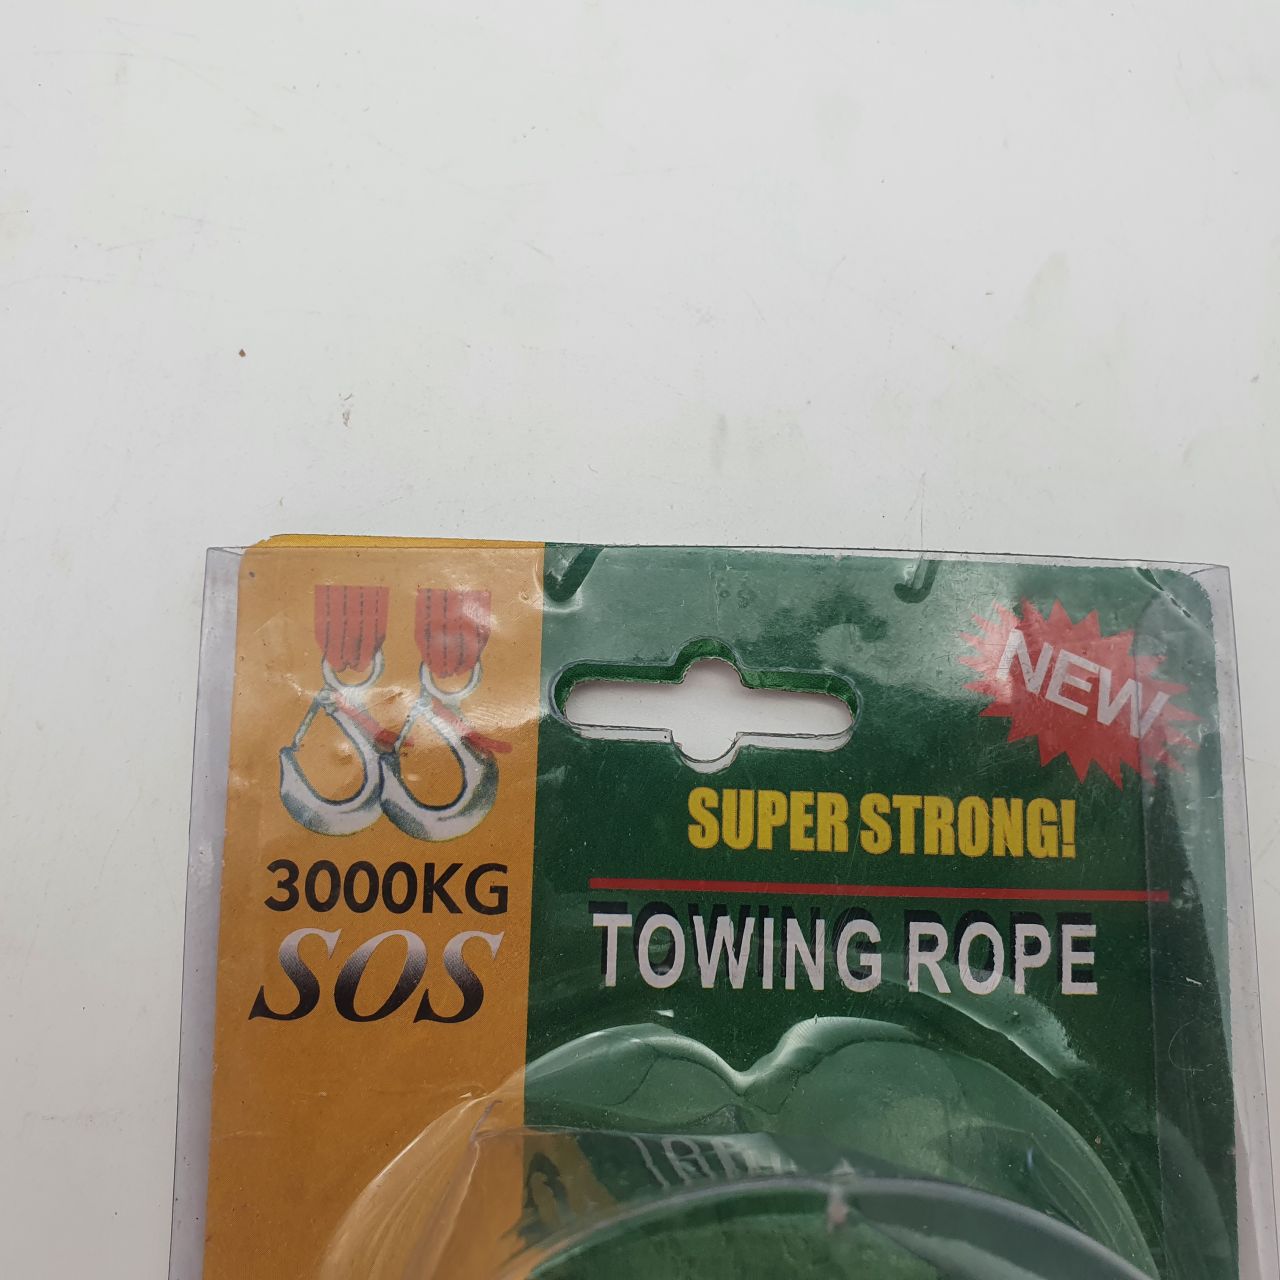 NEW
SUPER STRONG!
3000KG
SOS
TOWING ROPE